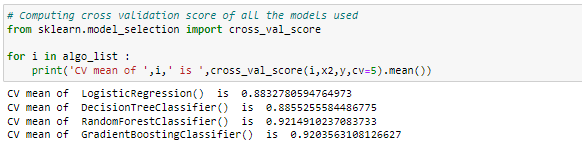 # Computing cross validation score of all the models used
from sklearn.model_selection import cross_val_score
for i in algo_list :
print('CV mean of ',i,' is ',cross_val_score(i,x2,y,cv=5).mean())
CV mean of  LogisticRegression()  is  0.8832780594764973
CV mean of  DecisionTreeClassifier()  is  0.8855255584486775
CV mean of  RandomForestClassifier()  is  0.9214910237083733
CV mean of  GradientBoostingClassifier()  is  0.9203563108126627